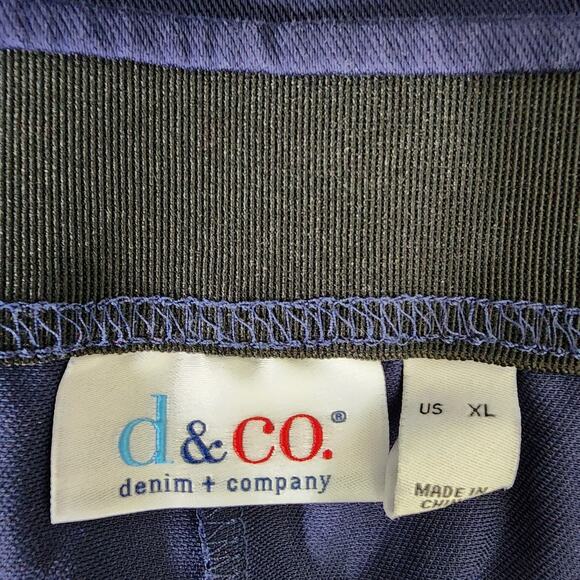 d&co.®
denim + company
US XL
MADE IN
CHINA